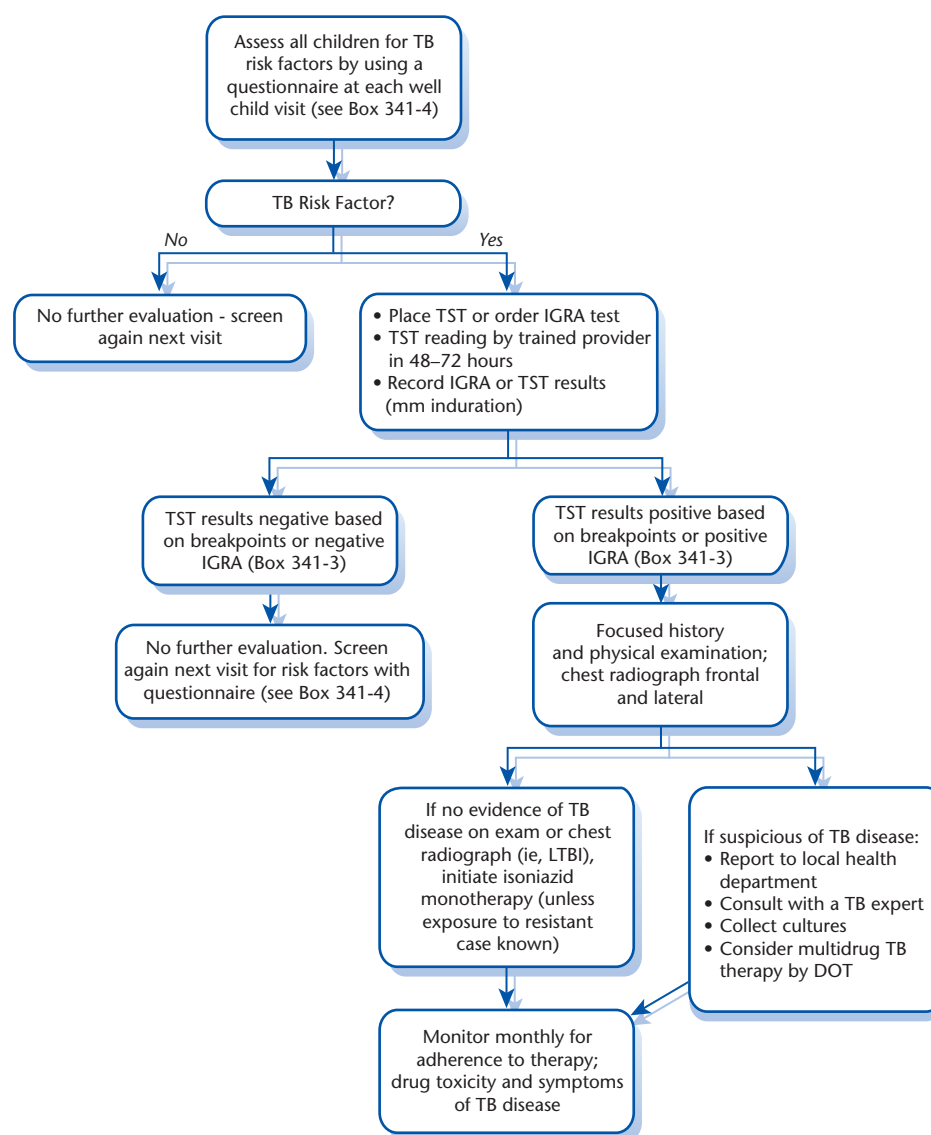 Assess all children for TB
risk factors by using a
questionnaire at each well
child visit (see Box 341-4)
TB Risk Factor?
No
Yes
No further evaluation - screen
again next visit
• Place TST or order IGRA test
• TST reading by trained provider
in 48–72 hours
• Record IGRA or TST results
(mm induration)
TST results negative based
on breakpoints or negative
IGRA (Box 341-3)
TST results positive based
on breakpoints or positive
IGRA (Box 341-3)
No further evaluation. Screen
again next visit for risk factors with
questionnaire (see Box 341-4)
Focused history
and physical examination;
chest radiograph frontal
and lateral
If no evidence of TB
disease on exam or chest
radiograph (ie, LTBI),
initiate isoniazid
monotherapy (unless
exposure to resistant
case known)
If suspicious of TB disease:
• Report to local health
department
• Consult with a TB expert
• Collect cultures
• Consider multidrug TB
therapy by DOT
Monitor monthly for
adherence to therapy;
drug toxicity and symptoms
of TB disease